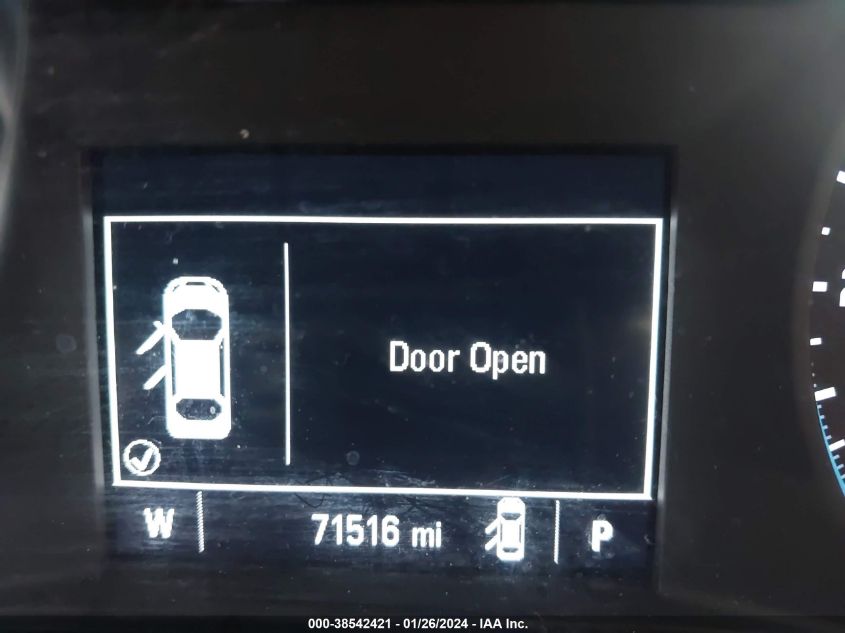 Door Open
W 71516 mi P
000-38542421 - 01/26/2024 - IAA Inc.